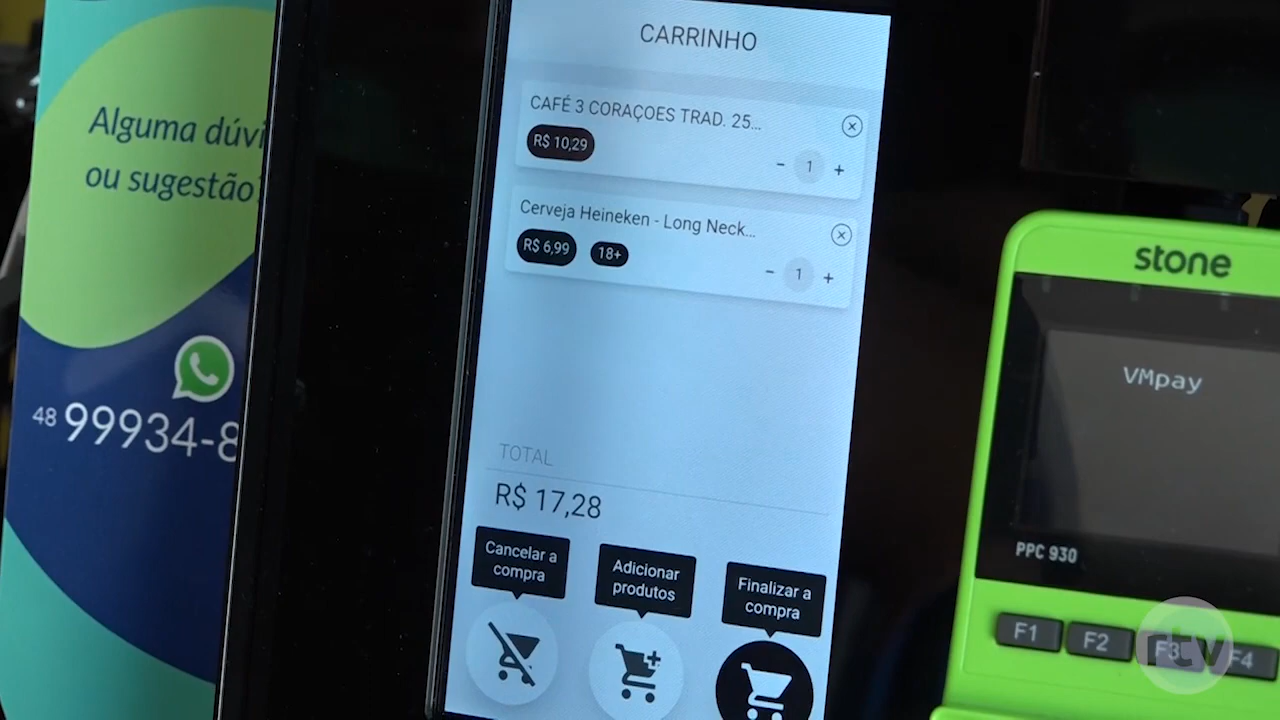 Alguma
ou sugestão
48 99934-8
CARRINHO
CAFÉ 3 CORAÇOES TRAD. 25...
R$ 10,29
- 1 +
Cerveja Heineken - Long Neck...
R$ 6,99 18+
- 1 +
TOTAL
R$ 17,28
Cancelar a
compra
Adicionar
produtos
Finalizar a
compra
stone
VMpay
PPC 930
F1 F2 F3 F4
rtv